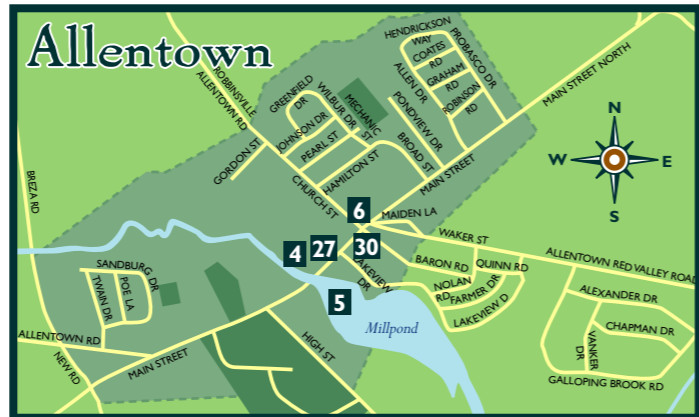 Allentown
HENDRICKSON
WAY
COATES
RD
GRAHAM
RD
ROBINSON
RD
PROBASCO DR
ALLEN DR
PONDVIEW DR
BROAD ST
MAIN STREET NORTH
MAIN STREET
ROBBINSVILLE
ALLENTOWN RD
GREENFIELD
DR
WILBUR DR
MECHANIC
ST
JOHNSON DR
PEARL ST
HAMILTON ST
GORDON ST
CHURCH ST
BREZA RD
N
W
E
S
6
MAIDEN LA
WAKER ST
ALLENTOWN RED VALLEY ROAD
4
27
30
5
LAKEVIEW
DR
BARON RD
QUINN RD
NOLAN
RD
FARMER DR
LAKEVIEW D
Millpond
ALEXANDER DR
CHAPMAN DR
VANKER
DR
GALLOPING BROOK RD
SANDBURG DR
TWAIN DR
POE LA
ALLENTOWN RD
NEW RD
MAIN STREET
HIGH ST